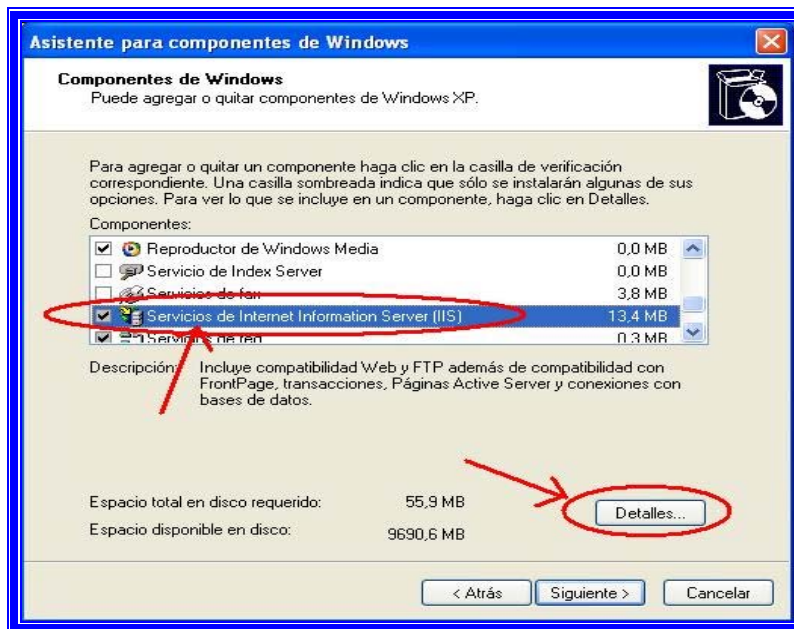 Asistente para componentes de Windows
Componentes de Windows
Puede agregar o quitar componentes de Windows XP.
Para agregar o quitar un componente haga clic en la casilla de verificación
correspondiente. Una casilla sombreada indica que sólo se instalarán algunas de sus
opciones. Para ver lo que se incluye en un componente, haga clic en Detalles.
Componentes:
Reproductor de Windows Media 0,0 MB
Servicio de Index Server 0,0 MB
Servicios de fax 3,8 MB
Servicios de Internet Information Server (IIS) 13,4 MB
Servicios de red 0,3 MB
Descripción: Incluye compatibilidad Web y FTP además de compatibilidad con
FrontPage, transacciones, Páginas Active Server y conexiones con
bases de datos.
Espacio total en disco requerido: 55,9 MB
Detalles...
Espacio disponible en disco: 9690,6 MB
< Atrás Siguiente > Cancelar